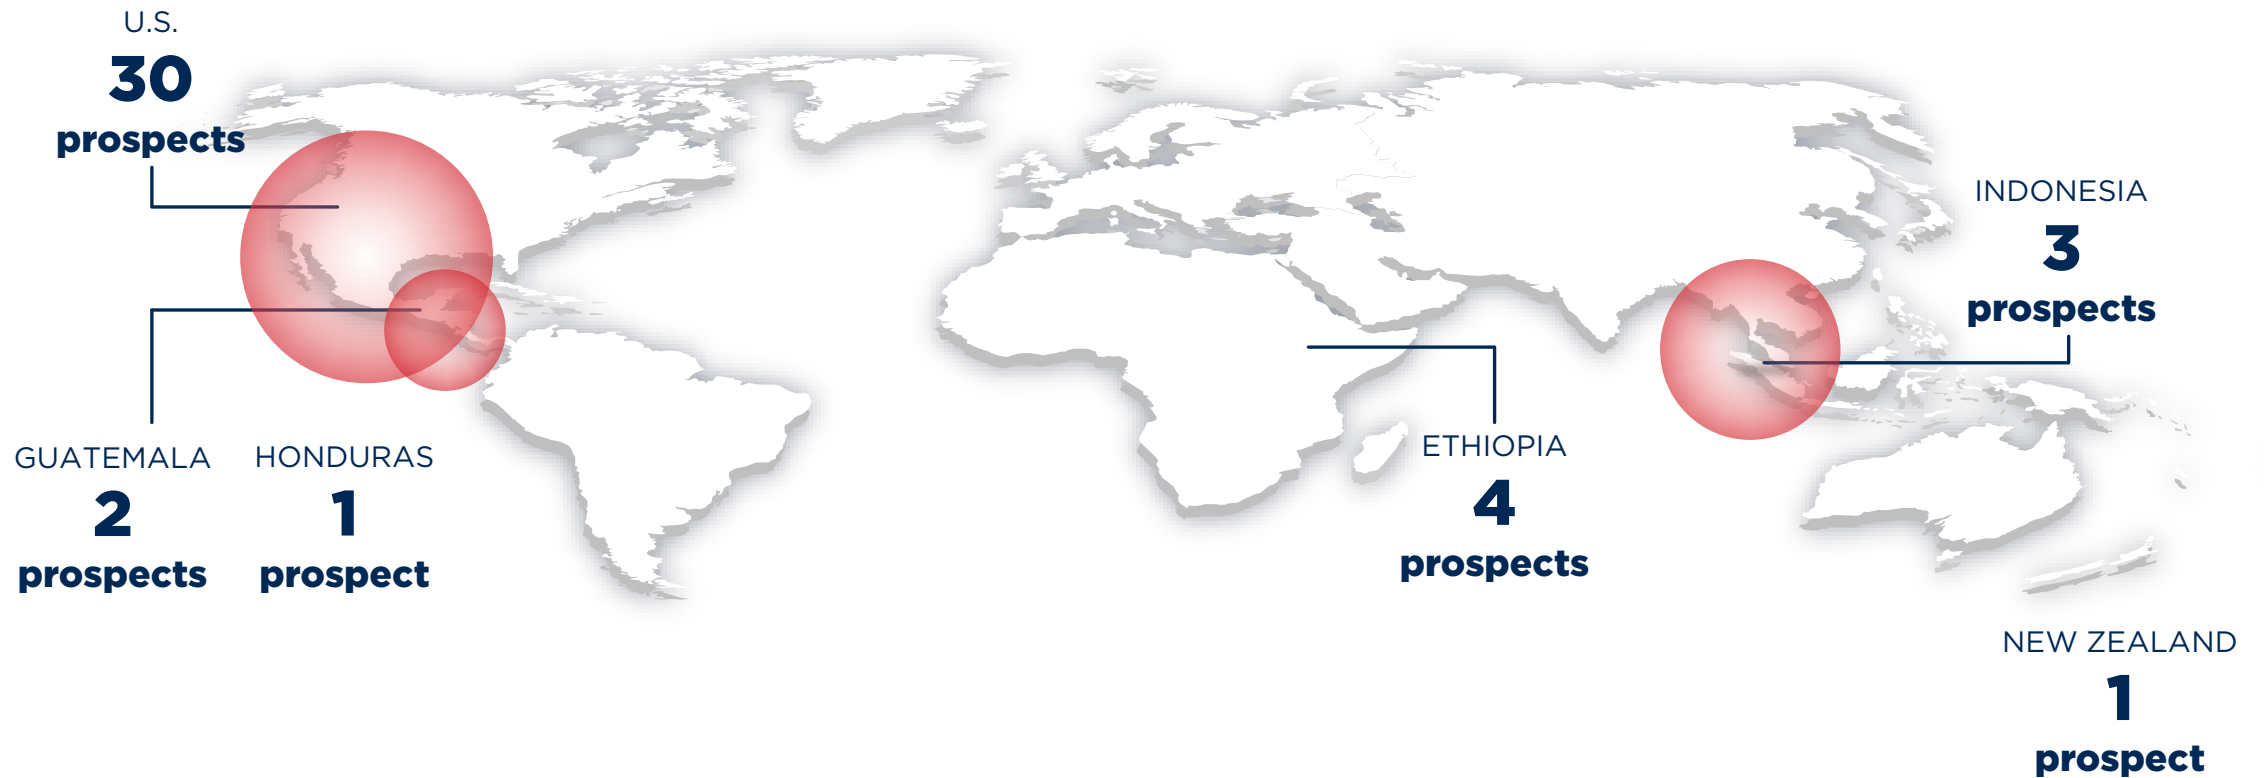 U.S.
30
prospects
INDONESIA
3
prospects
GUATEMALA
2
prospects
HONDURAS
1
prospect
ETHIOPIA
4
prospects
NEW ZEALAND
1
prospect